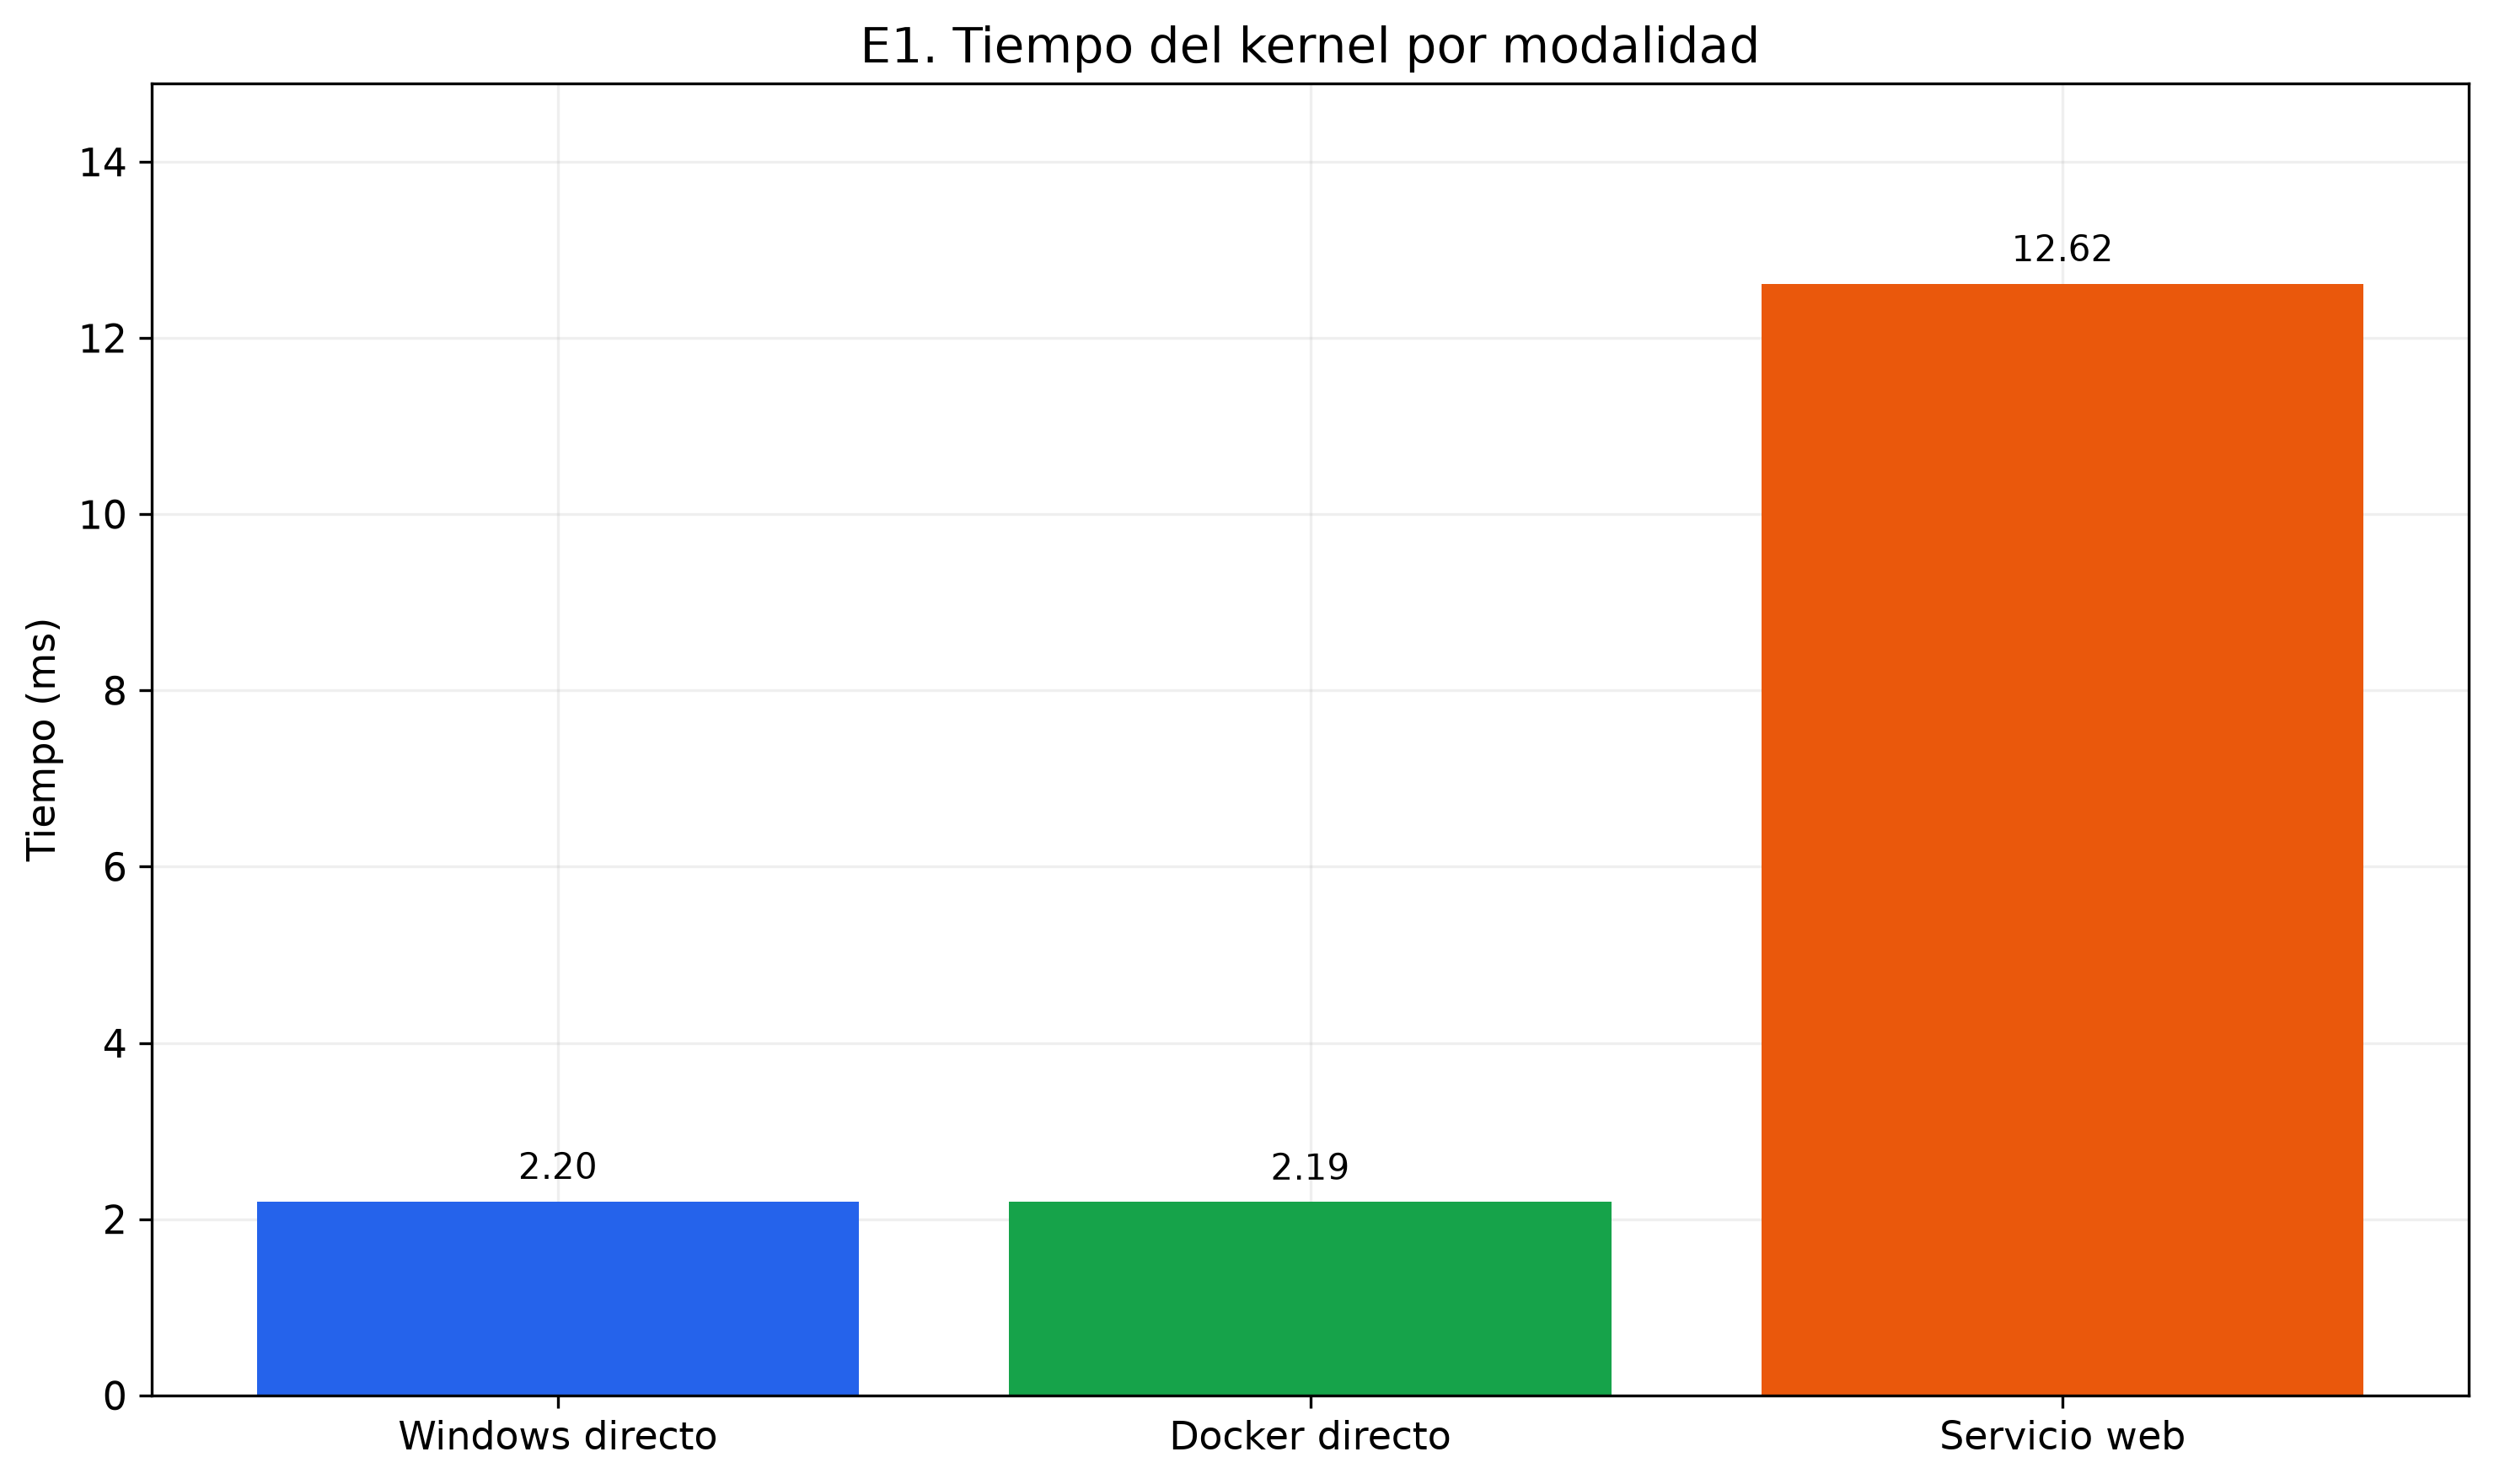 E1. Tiempo del kernel por modalidad
Tiempo (ms)
14
12
10
8
6
4
2
0
2.20
2.19
12.62
Windows directo
Docker directo
Servicio web